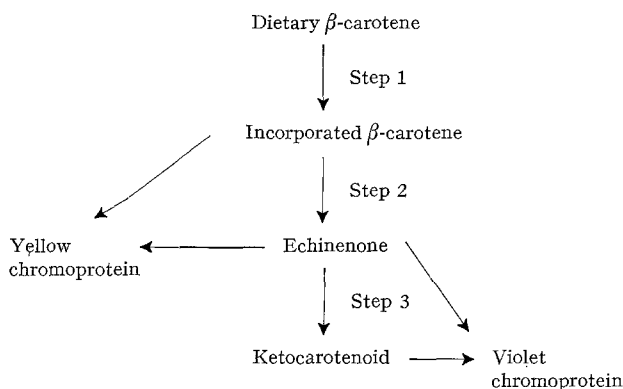 Dietary β-carotene
Step 1
Incorporated β-carotene
Step 2
Yellow
chromoprotein
Echinenone
Step 3
Ketocarotenoid
Violet
chromoprotein